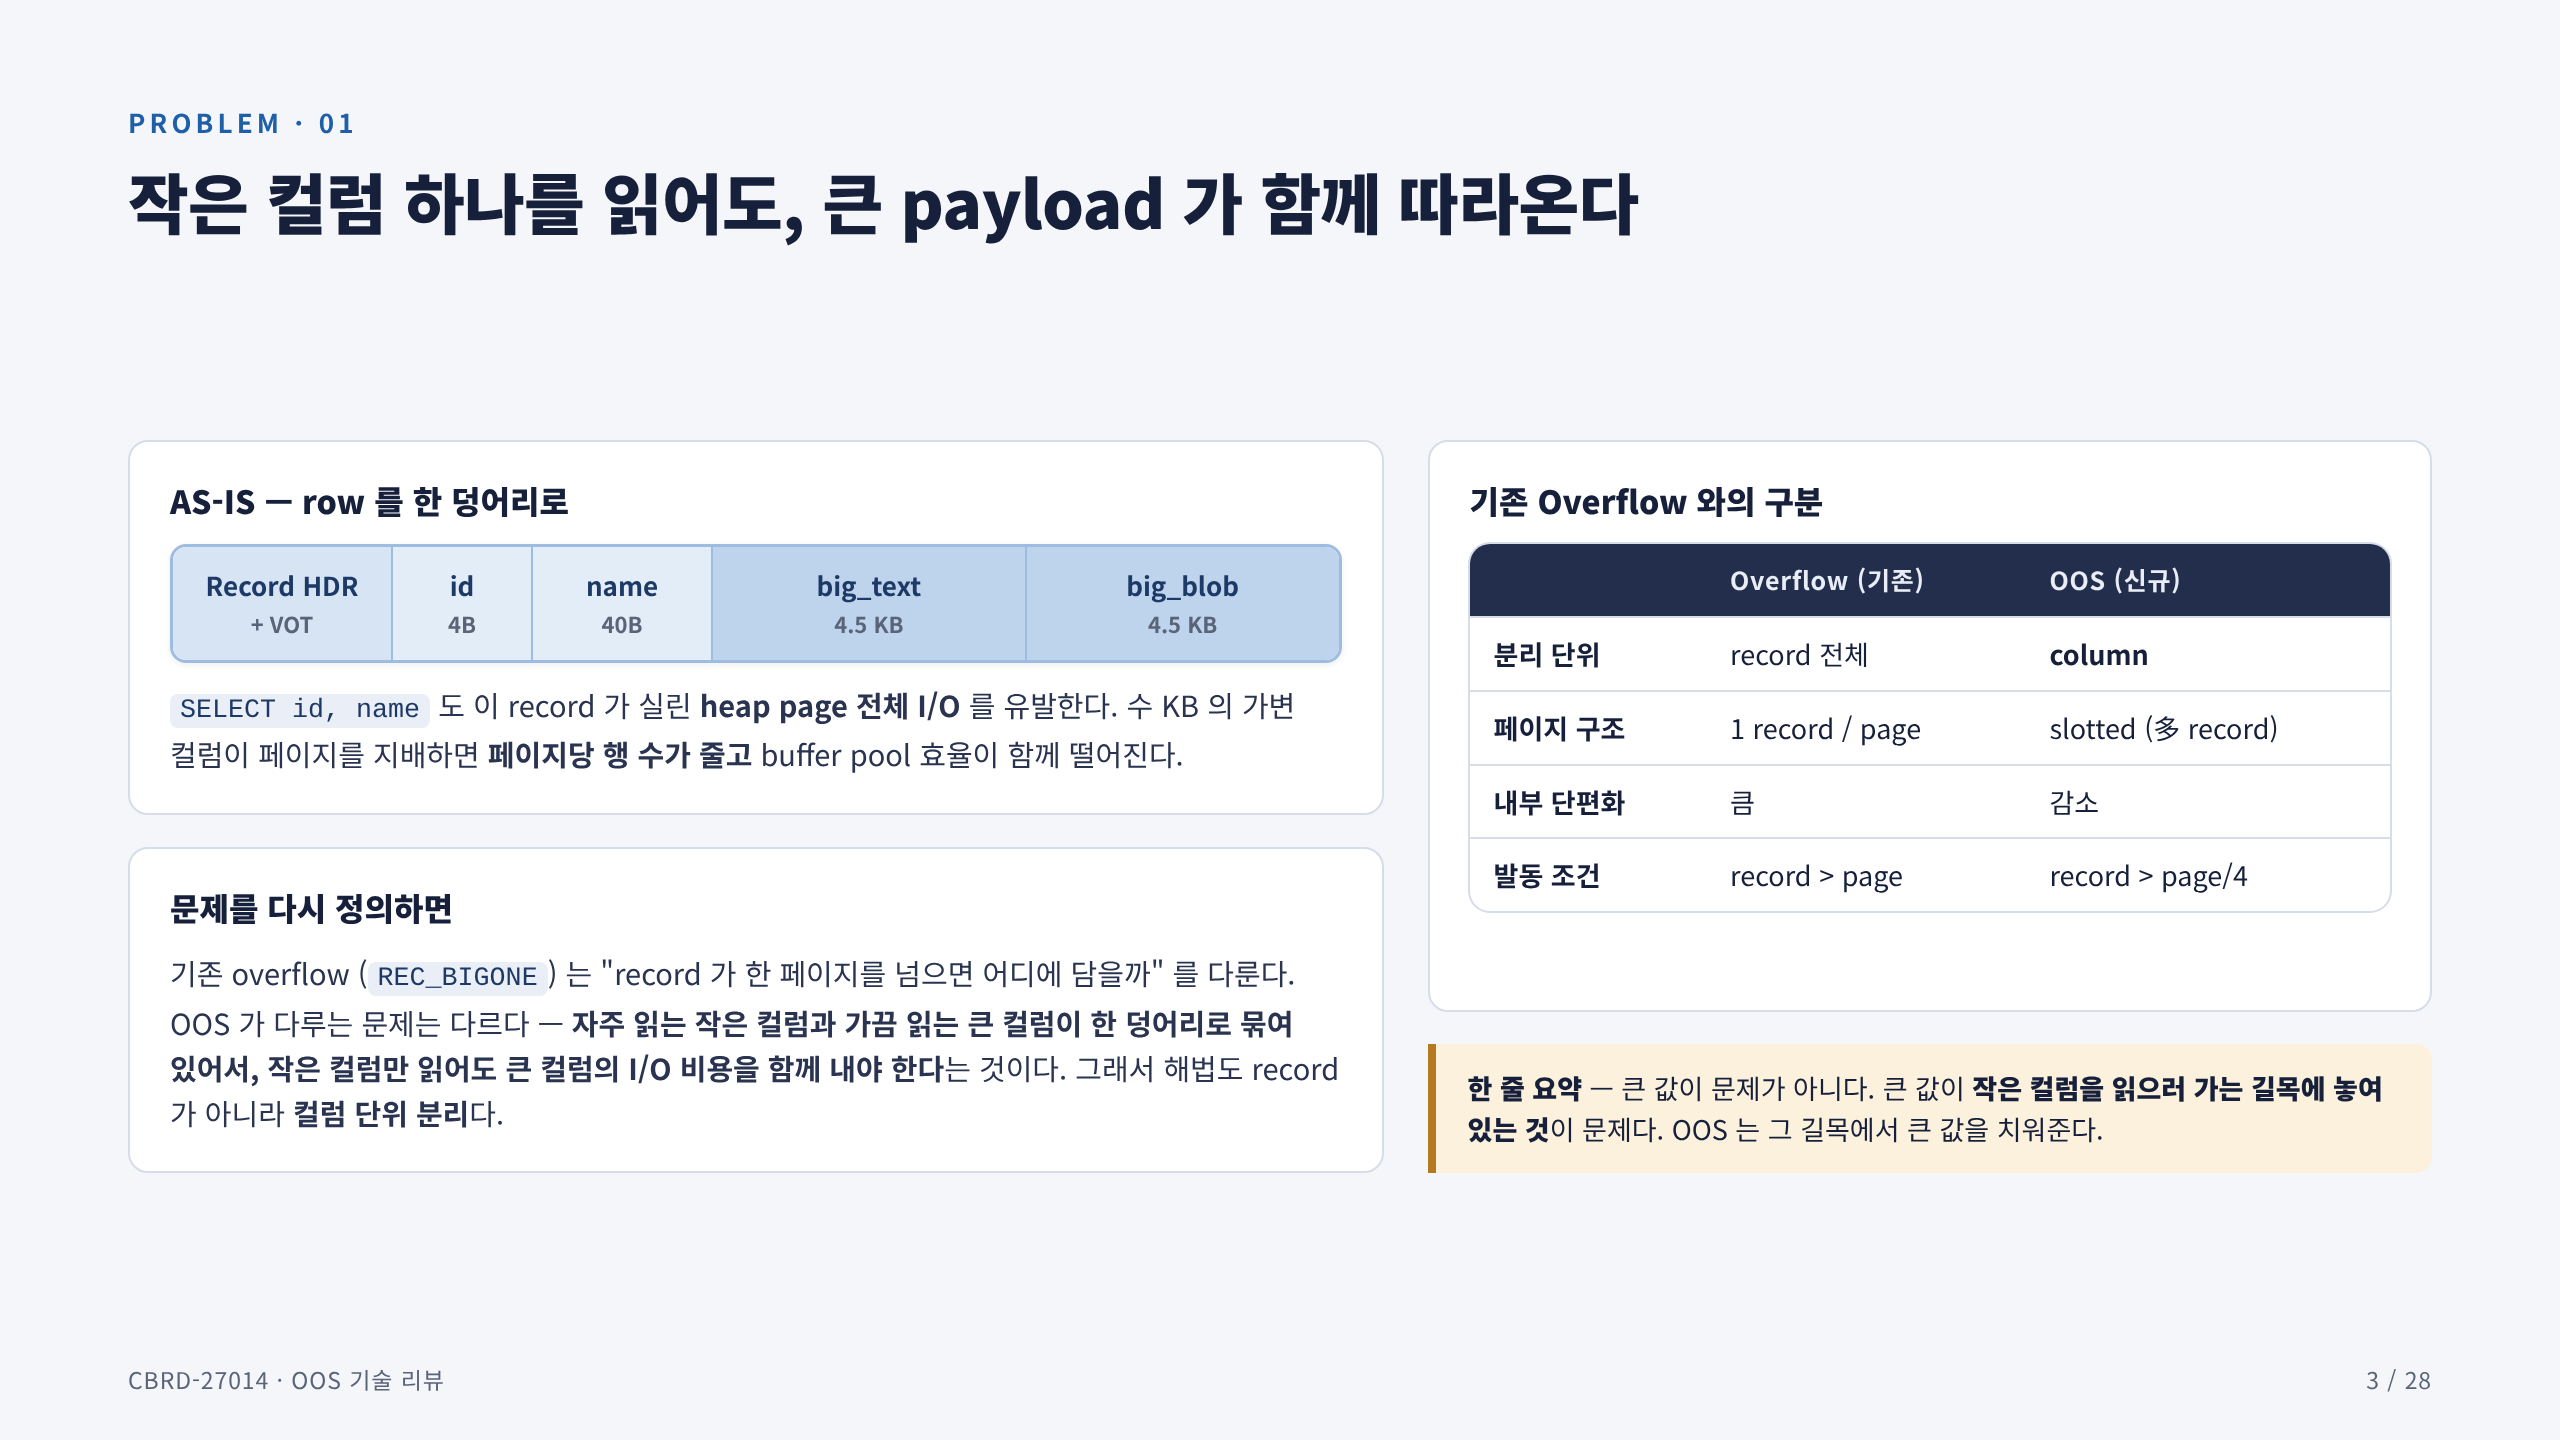 PROBLEM · 01
작은 컬럼 하나를 읽어도, 큰 payload 가 함께 따라온다
AS-IS — row 를 한 덩어리로
Record HDR
+ VOT
id
4B
name
40B
big_text
4.5 KB
big_blob
4.5 KB
SELECT id, name 도 이 record 가 실린 heap page 전체 I/O 를 유발한다. 수 KB 의 가변
컬럼이 페이지를 지배하면 페이지당 행 수가 줄고 buffer pool 효율이 함께 떨어진다.
문제를 다시 정의하면
기존 overflow (REC_BIGONE) 는 "record 가 한 페이지를 넘으면 어디에 담을까" 를 다룬다.
OOS 가 다루는 문제는 다르다 — 자주 읽는 작은 컬럼과 가끔 읽는 큰 컬럼이 한 덩어리로 묶여
있어서, 작은 컬럼만 읽어도 큰 컬럼의 I/O 비용을 함께 내야 한다는 것이다. 그래서 해법도 record
가 아니라 컬럼 단위 분리다.
기존 Overflow 와의 구분
Overflow (기존) OOS (신규)
분리 단위 record 전체 column
페이지 구조 1 record / page slotted (多 record)
내부 단편화 큼 감소
발동 조건 record > page record > page/4
한 줄 요약 — 큰 값이 문제가 아니다. 큰 값이 작은 컬럼을 읽으러 가는 길목에 놓여
있는 것이 문제다. OOS 는 그 길목에서 큰 값을 치워준다.
CBRD-27014 · OOS 기술 리뷰
3 / 28